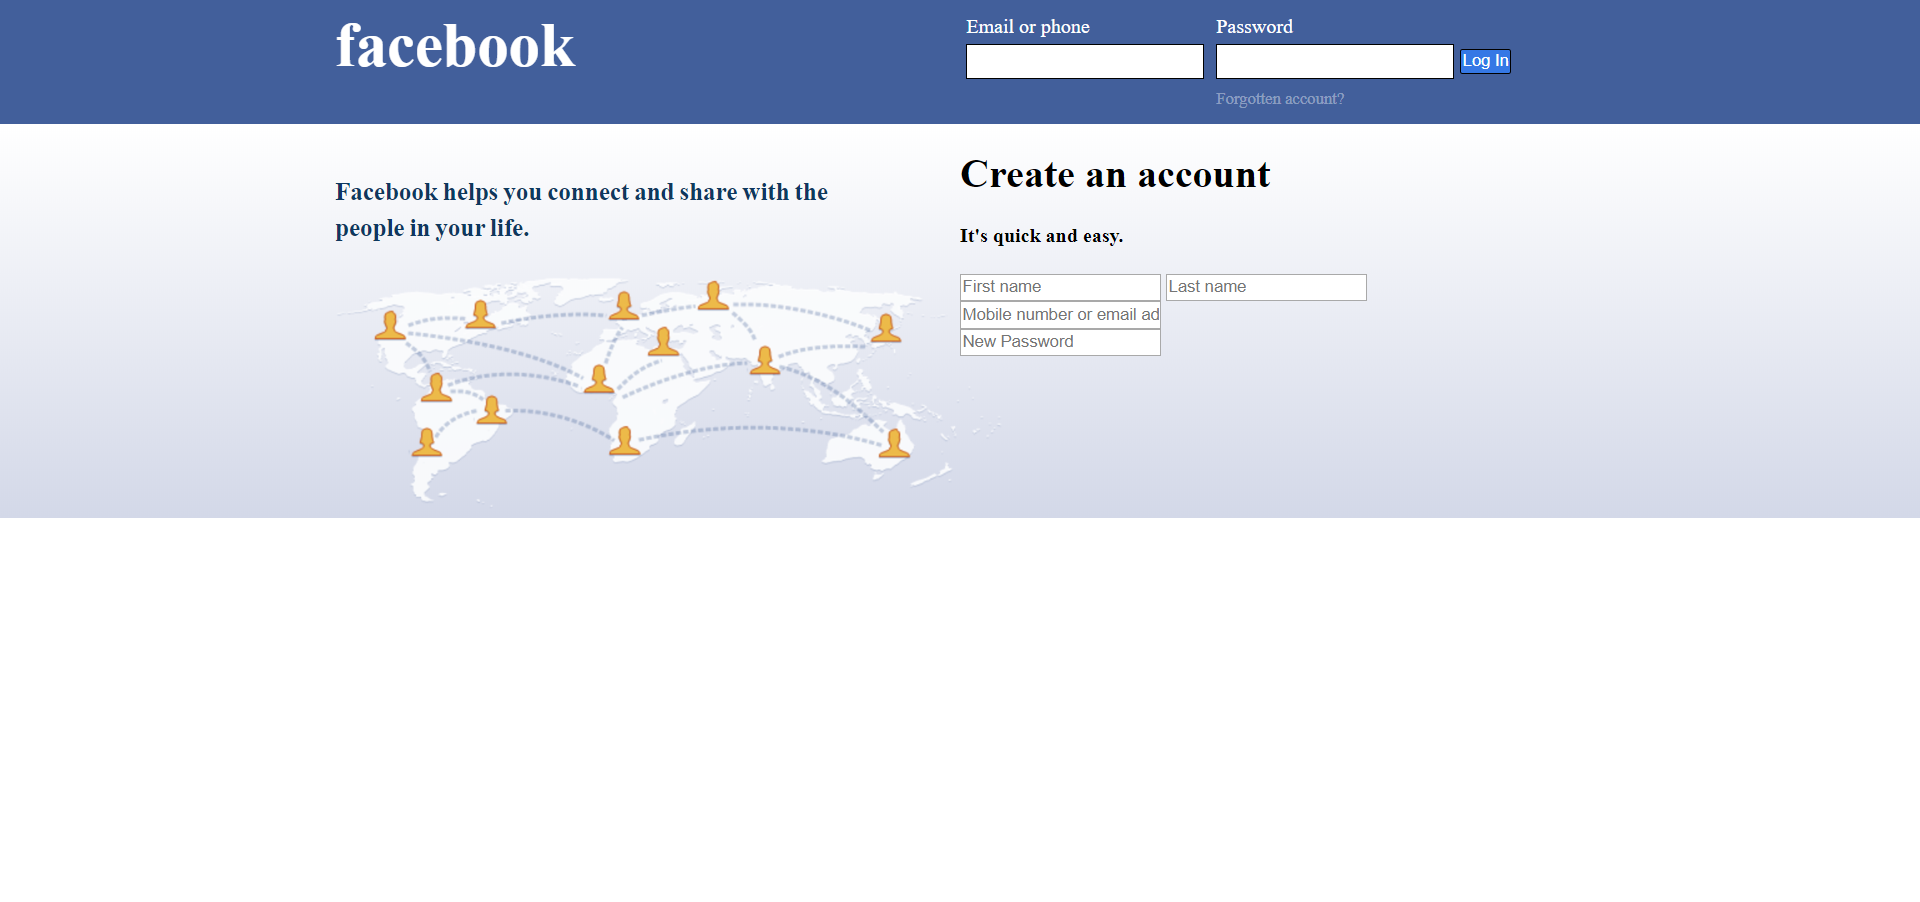 facebook
Email or phone
Password
Log In
Forgotten account?
Facebook helps you connect and share with the
people in your life.
Create an account
It's quick and easy.
First name
Last name
Mobile number or email ad
New Password